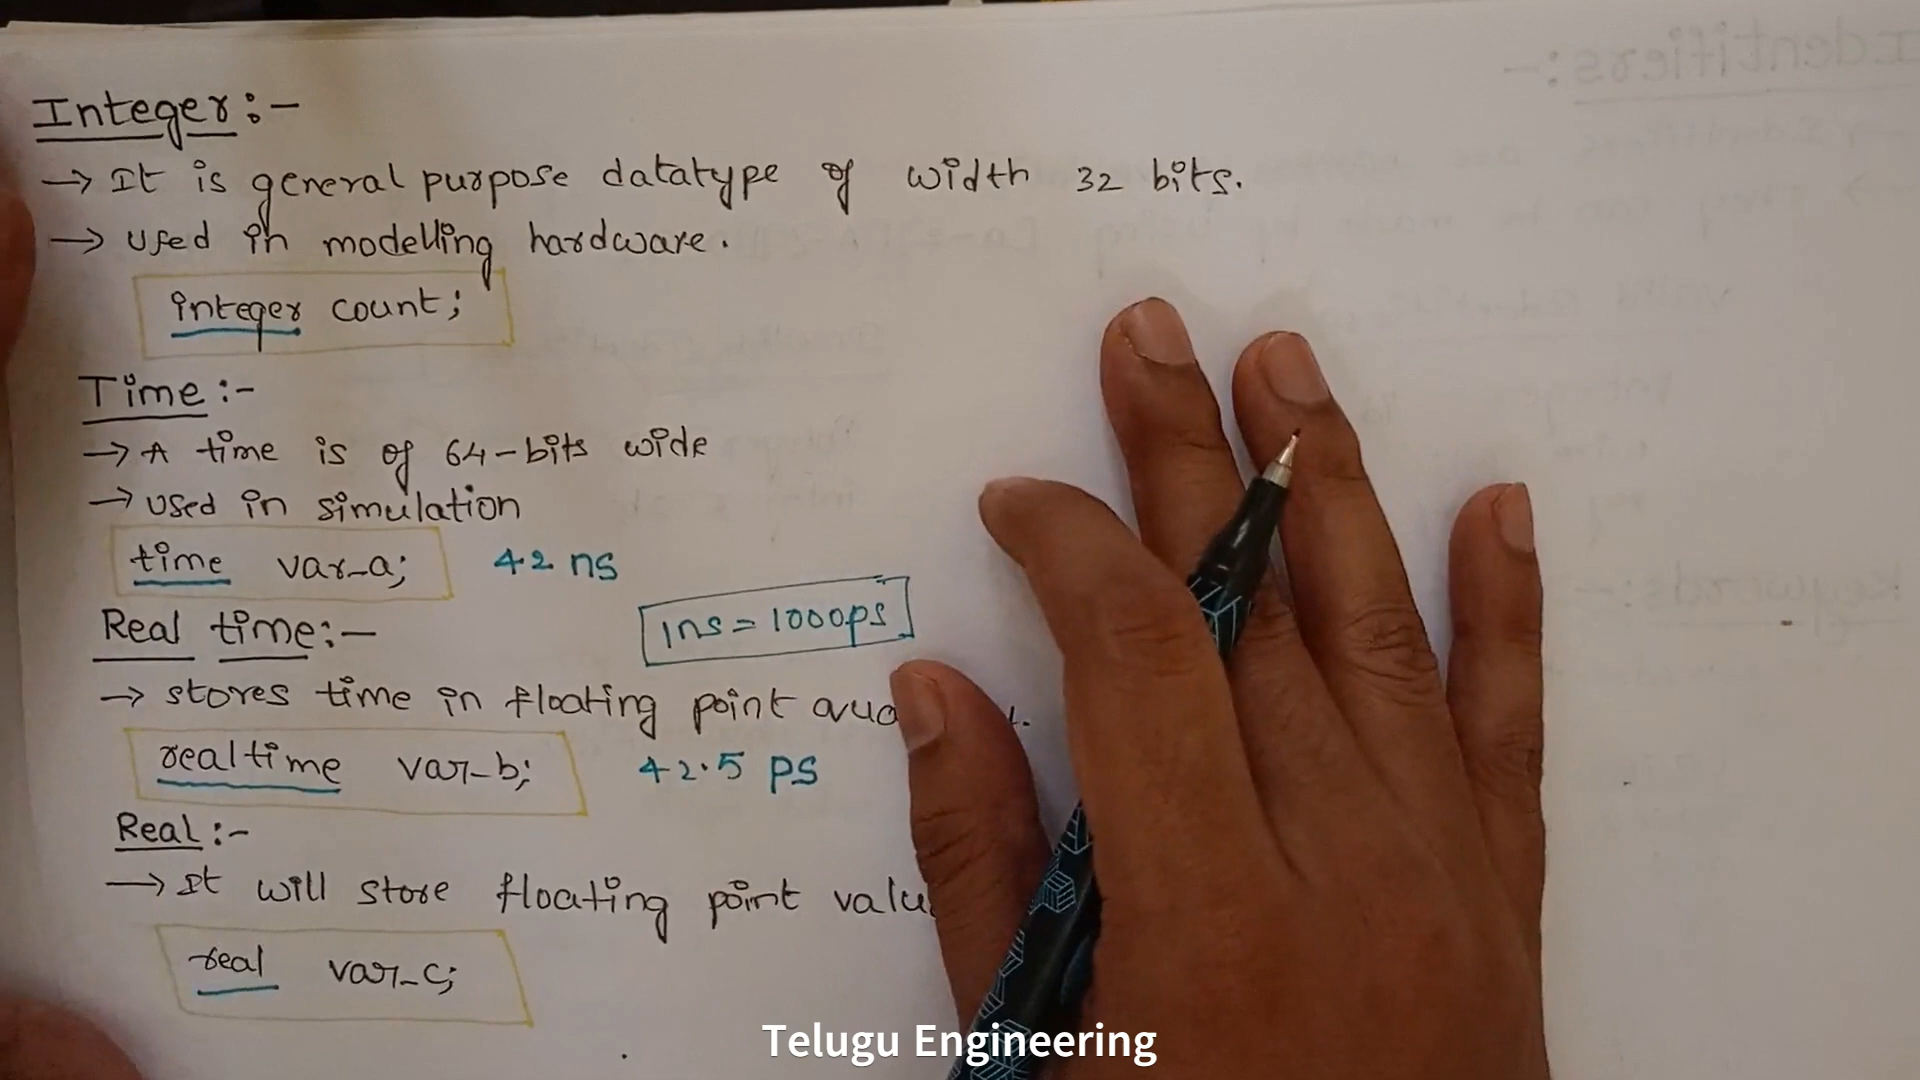 Integer:-
→ It is general purpose datatype of width 32 bits.
→ used in modelling hardware.
integer count;
Time:-
→ A time is of 64-bits wide
→ used in simulation
time var_a; 42 ns
1ns = 1000ps
Real time:-
→ stores time in floating point
realtime var_b; 42.5 ps
Real:-
→ It will store floating point
real var_c;
Telugu Engineering